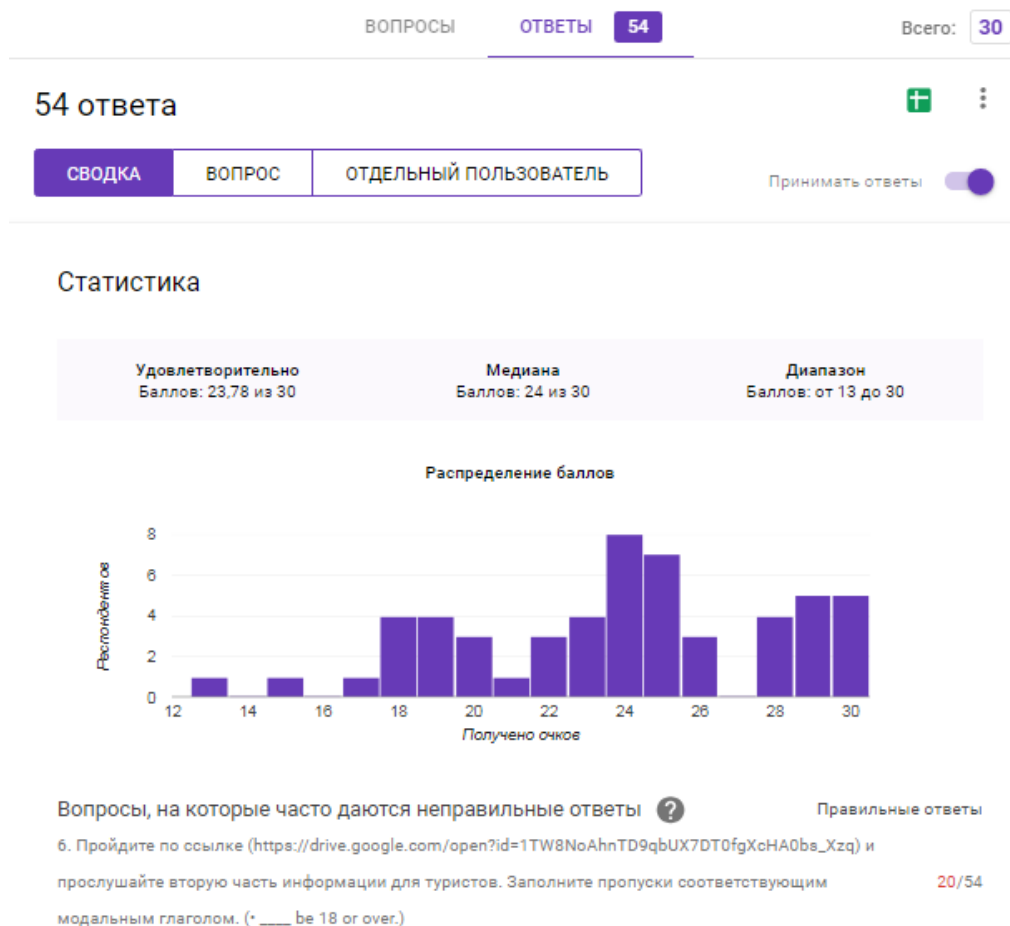 ВОПРОСЫ ОТВЕТЫ 54 Всего: 30
54 ответа
СВОДКА ВОПРОС ОТДЕЛЬНЫЙ ПОЛЬЗОВАТЕЛЬ Принимать ответы
Статистика
Удовлетворительно Медиана Диапазон
Баллов: 23,78 из 30 Баллов: 24 из 30 Баллов: от 13 до 30
Распределение баллов
Респондентов
8
6
4
2
0
12 14 16 18 20 22 24 26 28 30
Получено очков
Вопросы, на которые часто даются неправильные ответы ? Правильные ответы
6. Пройдите по ссылке (https://drive.google.com/open?id=1TW8NoAhnTD9qbUX7DT0fgXcHA0bs_Xzq) и
прослушайте вторую часть информации для туристов. Заполните пропуски соответствующим 20/54
модальным глаголом. (• ____ be 18 or over.)